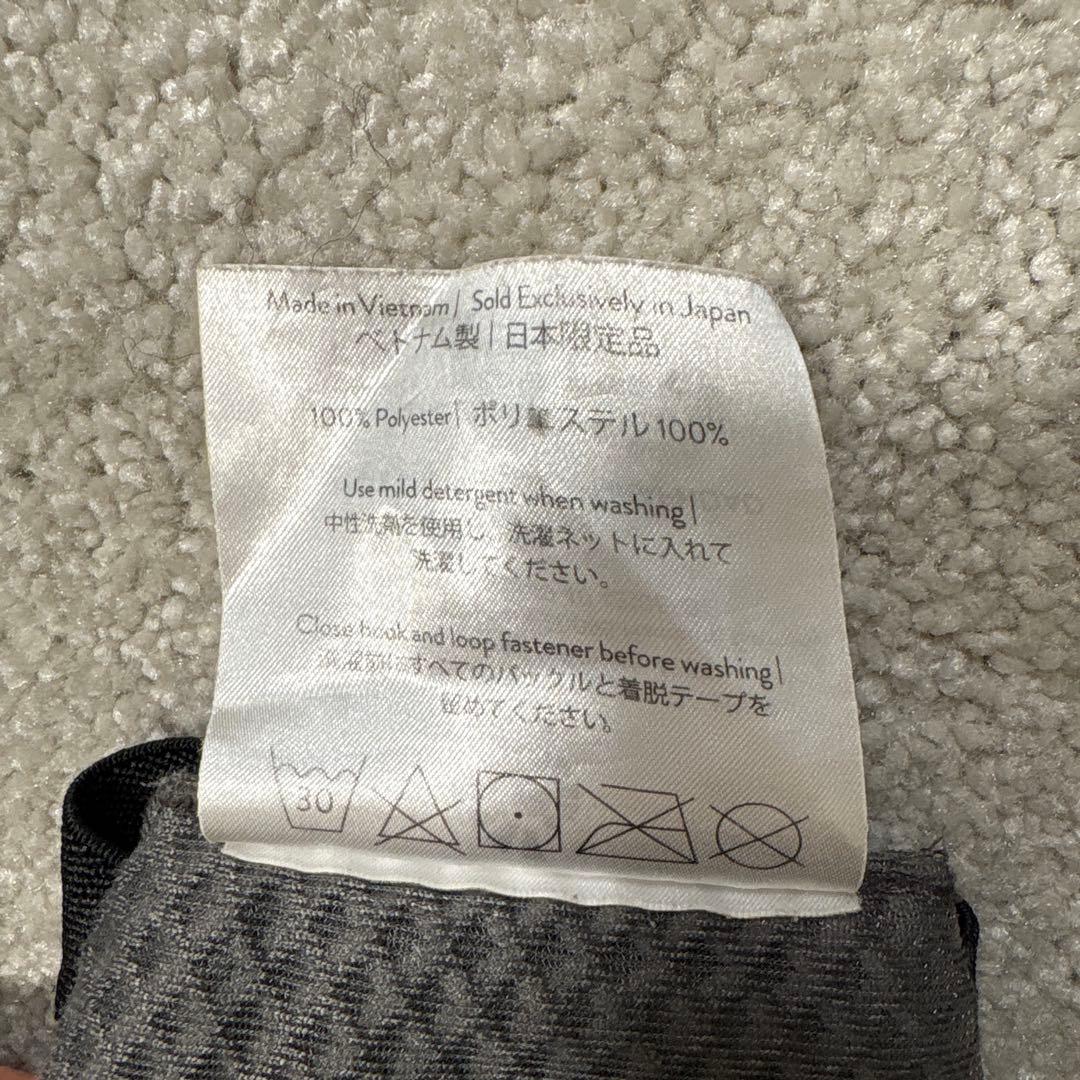 Made in Vietnam | Sold Exclusively in Japan
ベトナム製 | 日本限定品
100% Polyester | ポリエステル 100%
Use mild detergent when washing |
中性洗剤を使用し、洗濯ネットに入れて
洗濯してください。
Close hook and loop fastener before washing |
すべてのバックルと着脱テープを
めてください。
30